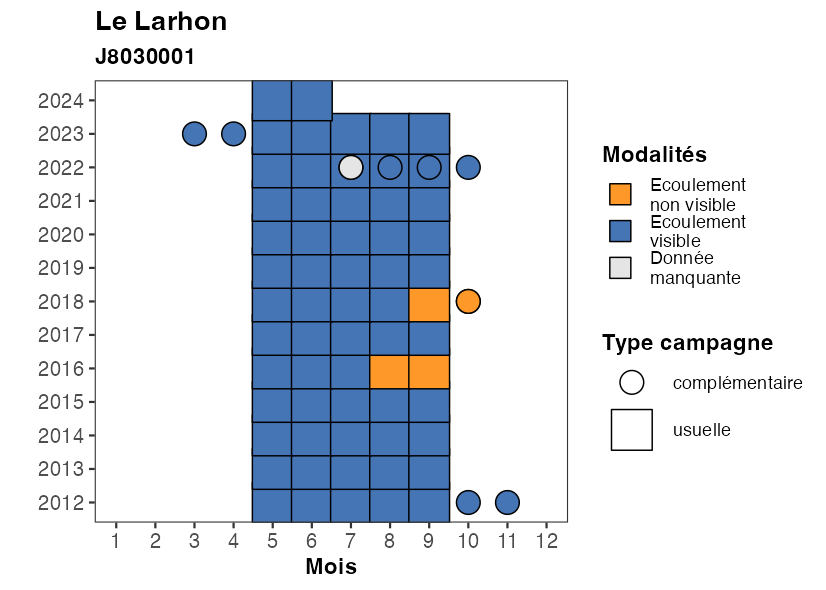 Le Larhon
J8030001
2024
2023
2022
2021
2020
2019
2018
2017
2016
2015
2014
2013
2012
1 2 3 4 5 6 7 8 9 10 11 12
Mois
Modalités
Ecoulement
non visible
Ecoulement
visible
Donnée
manquante
Type campagne
complémentaire
usuelle